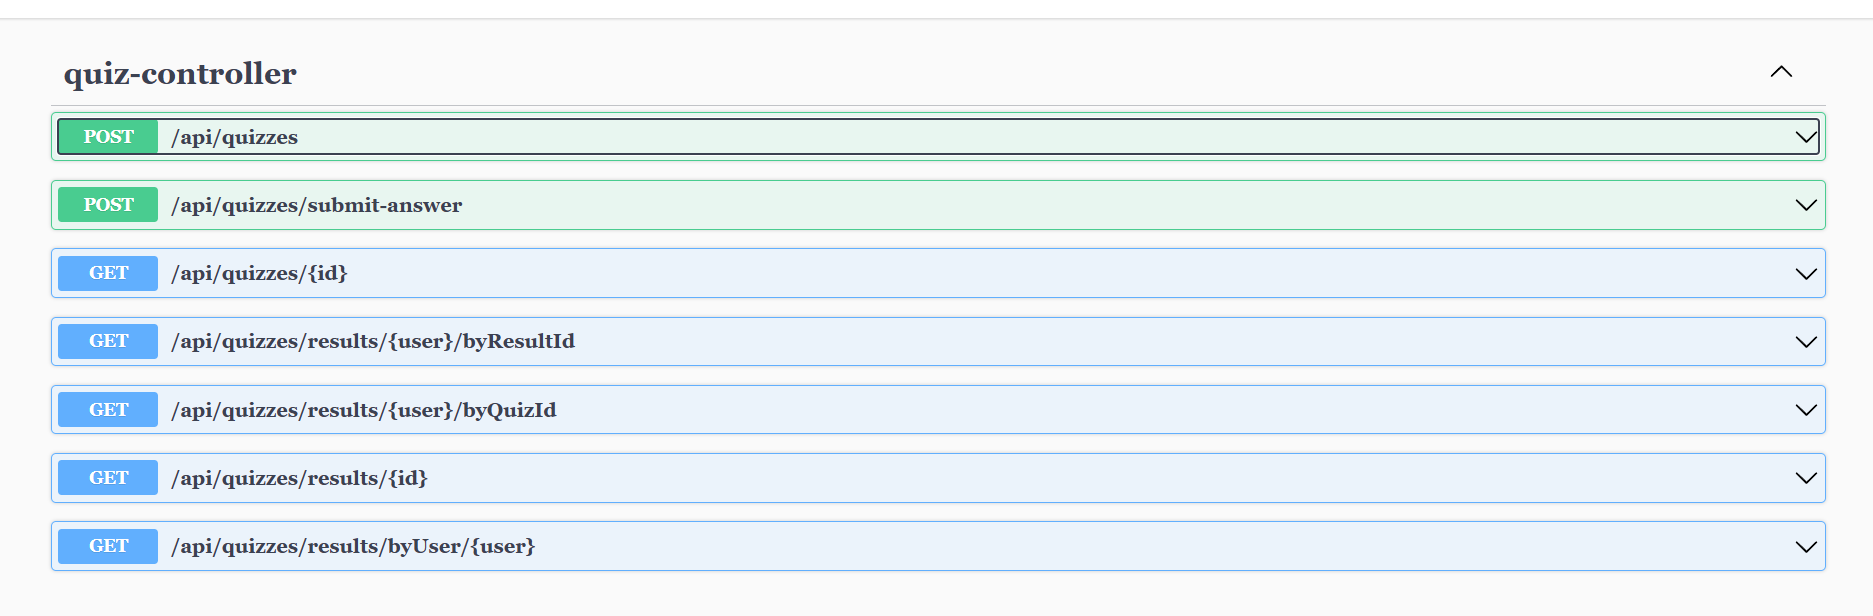 quiz-controller
POST /api/quizzes
POST /api/quizzes/submit-answer
GET /api/quizzes/{id}
GET /api/quizzes/results/{user}/byResultId
GET /api/quizzes/results/{user}/byQuizId
GET /api/quizzes/results/{id}
GET /api/quizzes/results/byUser/{user}